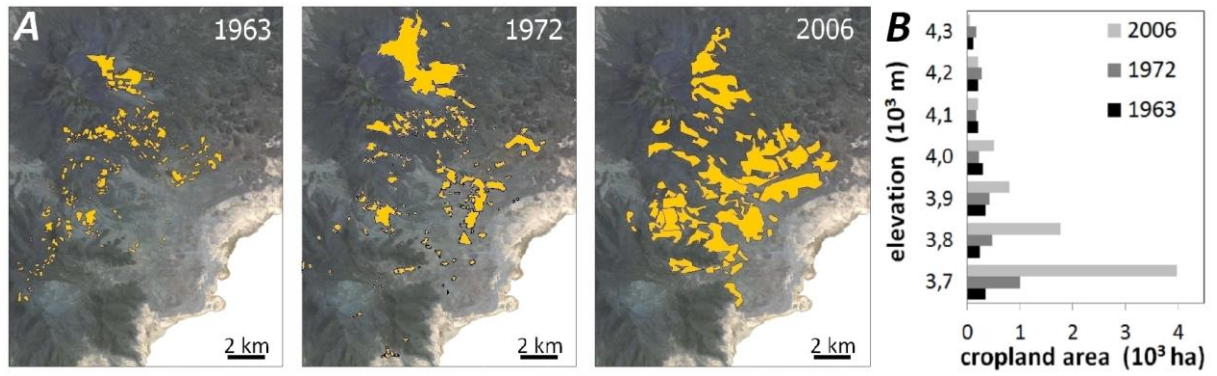 A
1963
2 km
1972
2 km
2006
2 km
B
elevation (10³ m)
4,3
4,2
4,1
4,0
3,9
3,8
3,7
2006
1972
1963
0 1 2 3 4
cropland area (10³ ha)